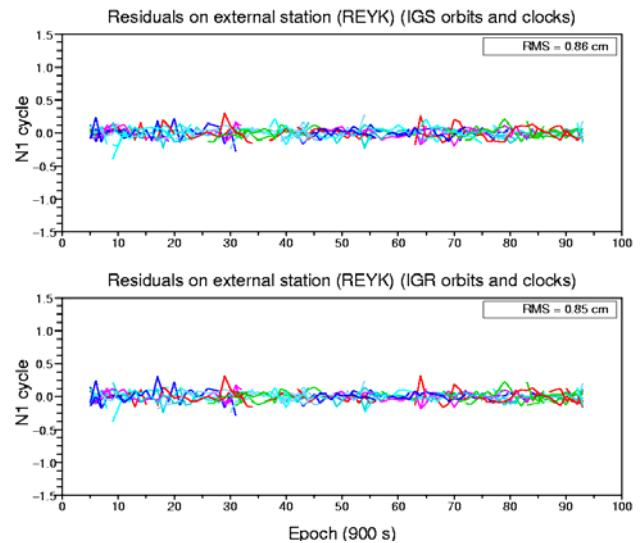 Residuals on external station (REYK) (IGS orbits and clocks)
RMS = 0.86 cm
1.5
1.0
0.5
0.0
-0.5
-1.0
-1.5
N1 cycle
0 10 20 30 40 50 60 70 80 90 100
Residuals on external station (REYK) (IGR orbits and clocks)
RMS = 0.85 cm
1.5
1.0
0.5
0.0
-0.5
-1.0
-1.5
N1 cycle
0 10 20 30 40 50 60 70 80 90 100
Epoch (900 s)